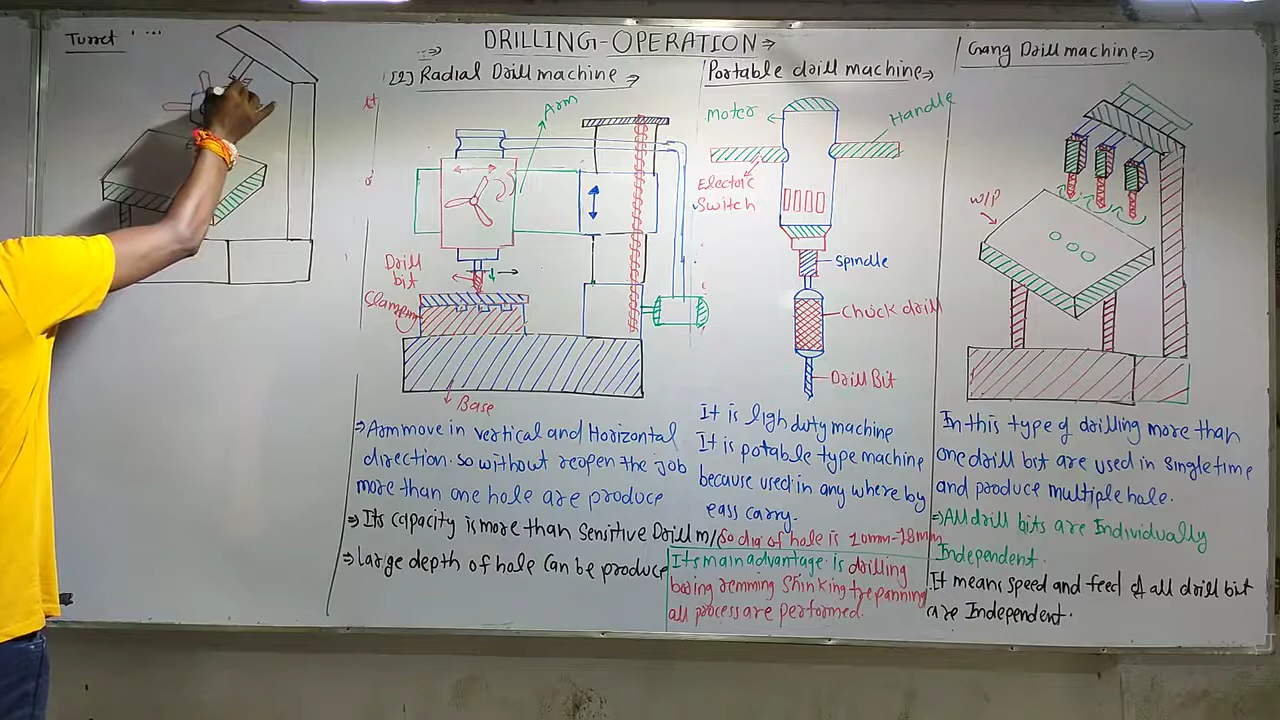 Turret
DRILLING-OPERATION⇒
[2] Radial Drill machine ⇒
Arm
Drill
bit
Clamp
Base
⇒ Arm move in vertical and Horizontal
direction. so without reopen the job
more than one hole are produce
⇒ Its capacity is more than Sensitive Drill m/
⇒ large depth of hole can be produce
Portable drill machine⇒
Moter
Handle
Electric
Switch
Spindle
Chuck drill
Drill Bit
It is ligh duty machine
It is potable type machine
because used in any where by
eass carry.
So dia of hole is 10mm-18mm
Its main advantage is drilling
boring remming Shinking trepanning
all process are performed.
Gang Drill machine⇒
W/P
In this type of drilling more than
one drill bit are used in single time
and produce multiple hole.
⇒ All drill bits are Individually
Independent.
It means speed and feed of all drill bit
are Independent.